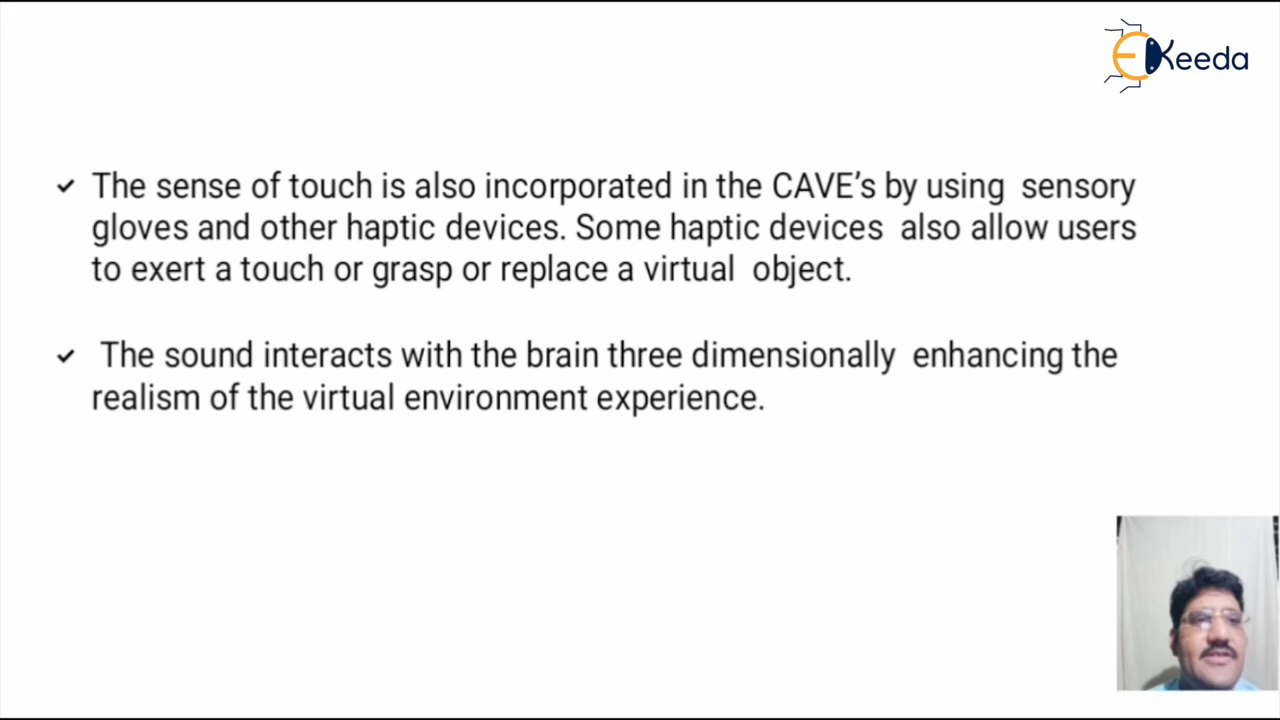 EKeeda
The sense of touch is also incorporated in the CAVE’s by using sensory
gloves and other haptic devices. Some haptic devices also allow users
to exert a touch or grasp or replace a virtual object.
The sound interacts with the brain three dimensionally enhancing the
realism of the virtual environment experience.